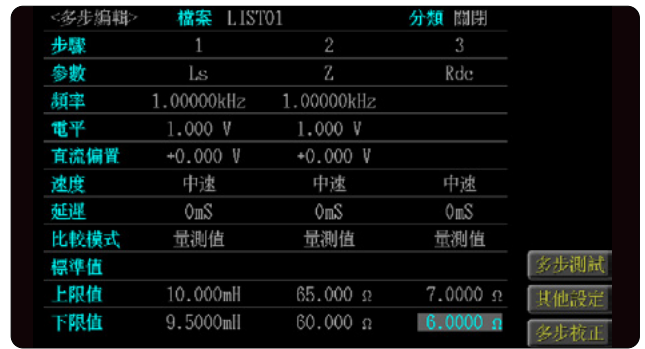 <多步編輯> 檔案 LIST01 分類 關閉
步驟 1 2 3
參數 Ls Z Rdc
頻率 1.00000kHz 1.00000kHz
電平 1.000 V 1.000 V
直流偏置 +0.000 V +0.000 V
速度 中速 中速 中速
延遲 0mS 0mS 0mS
比較模式 量測值 量測值 量測值
標準值
多步測試
上限值 10.000mH 65.000 Ω 7.0000 Ω
其他設定
下限值 9.5000mH 60.000 Ω 6.0000 Ω
多步校正